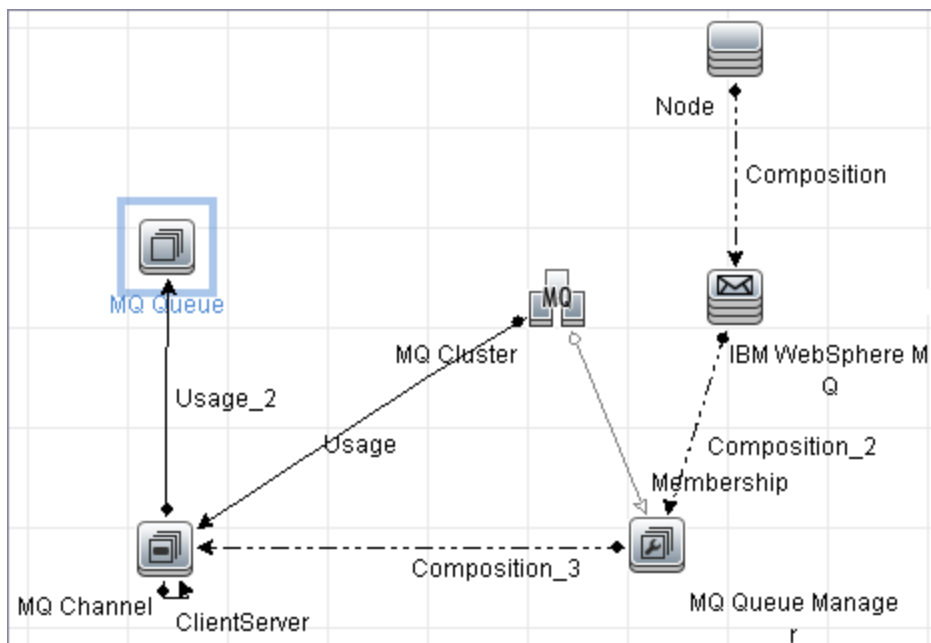 Node
Composition
MQ
MQ Queue
MQ Cluster
IBM WebSphere M
Q
Usage_2
Usage
Composition_2
Membership
Composition_3
MQ Channel
ClientServer
MQ Queue Manage
r